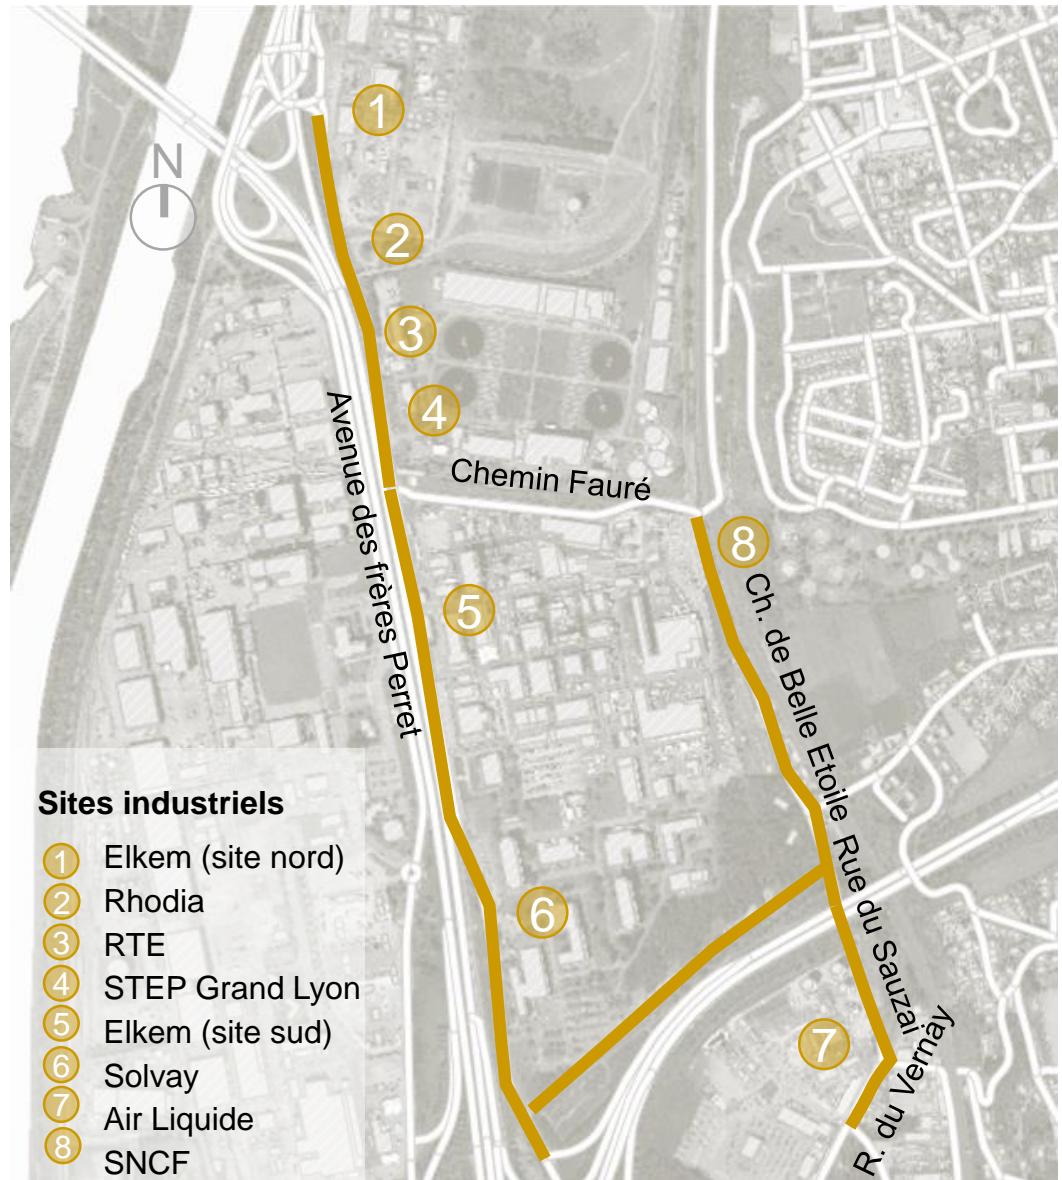 1
N
2
3
4
Avenue des frères Perret
Chemin Fauré
8
5
Ch. de Belle Etoile
Rue du Sauzai
6
7
R. du Vernay
Sites industriels
1 Elkem (site nord)
2 Rhodia
3 RTE
4 STEP Grand Lyon
5 Elkem (site sud)
6 Solvay
7 Air Liquide
8 SNCF